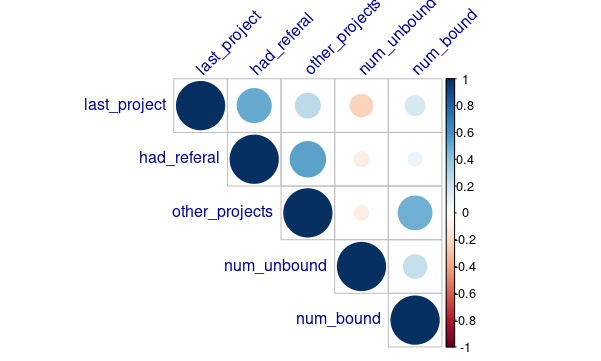 last_project
had_referal
other_projects
num_unbound
num_bound
last_project
had_referal
other_projects
num_unbound
num_bound
1
0.8
0.6
0.4
0.2
0
-0.2
-0.4
-0.6
-0.8
-1